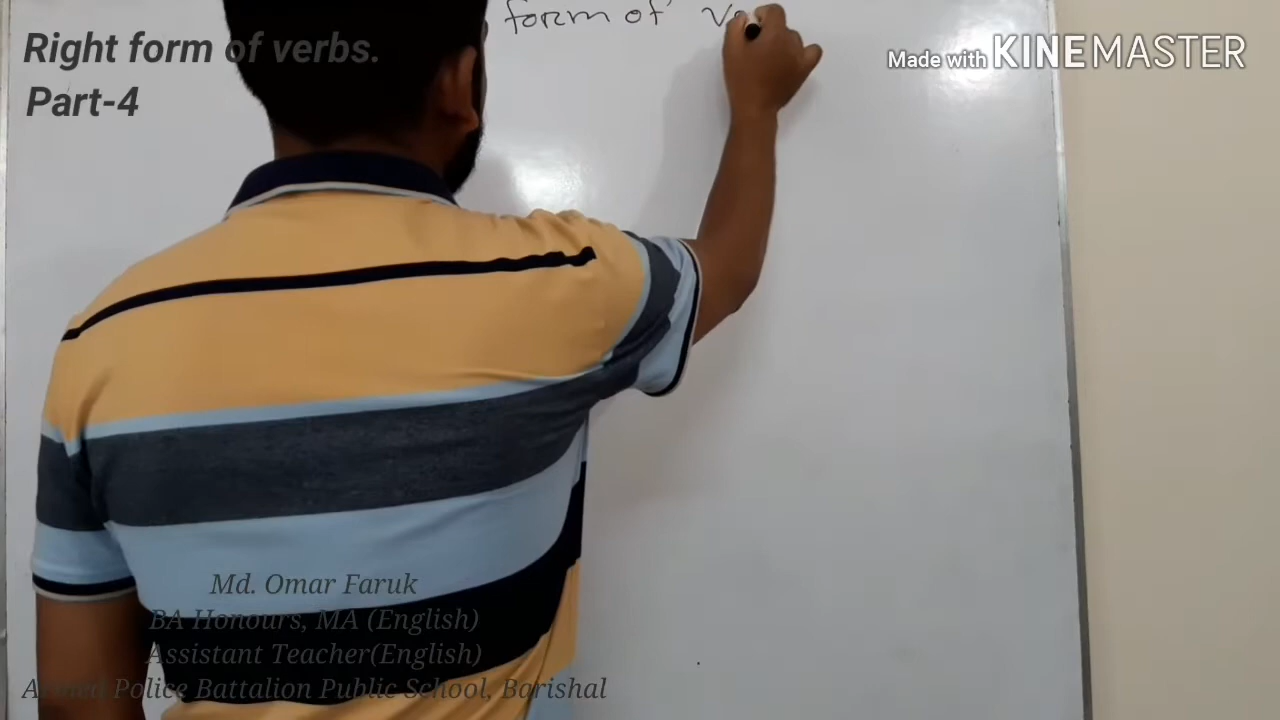 form of
Right form of verbs.
Part-4
Made with KINEMASTER
Md. Omar Faruk
BA Honours, MA (English)
Assistant Teacher(English)
Armed Police Battalion Public School, Barishal